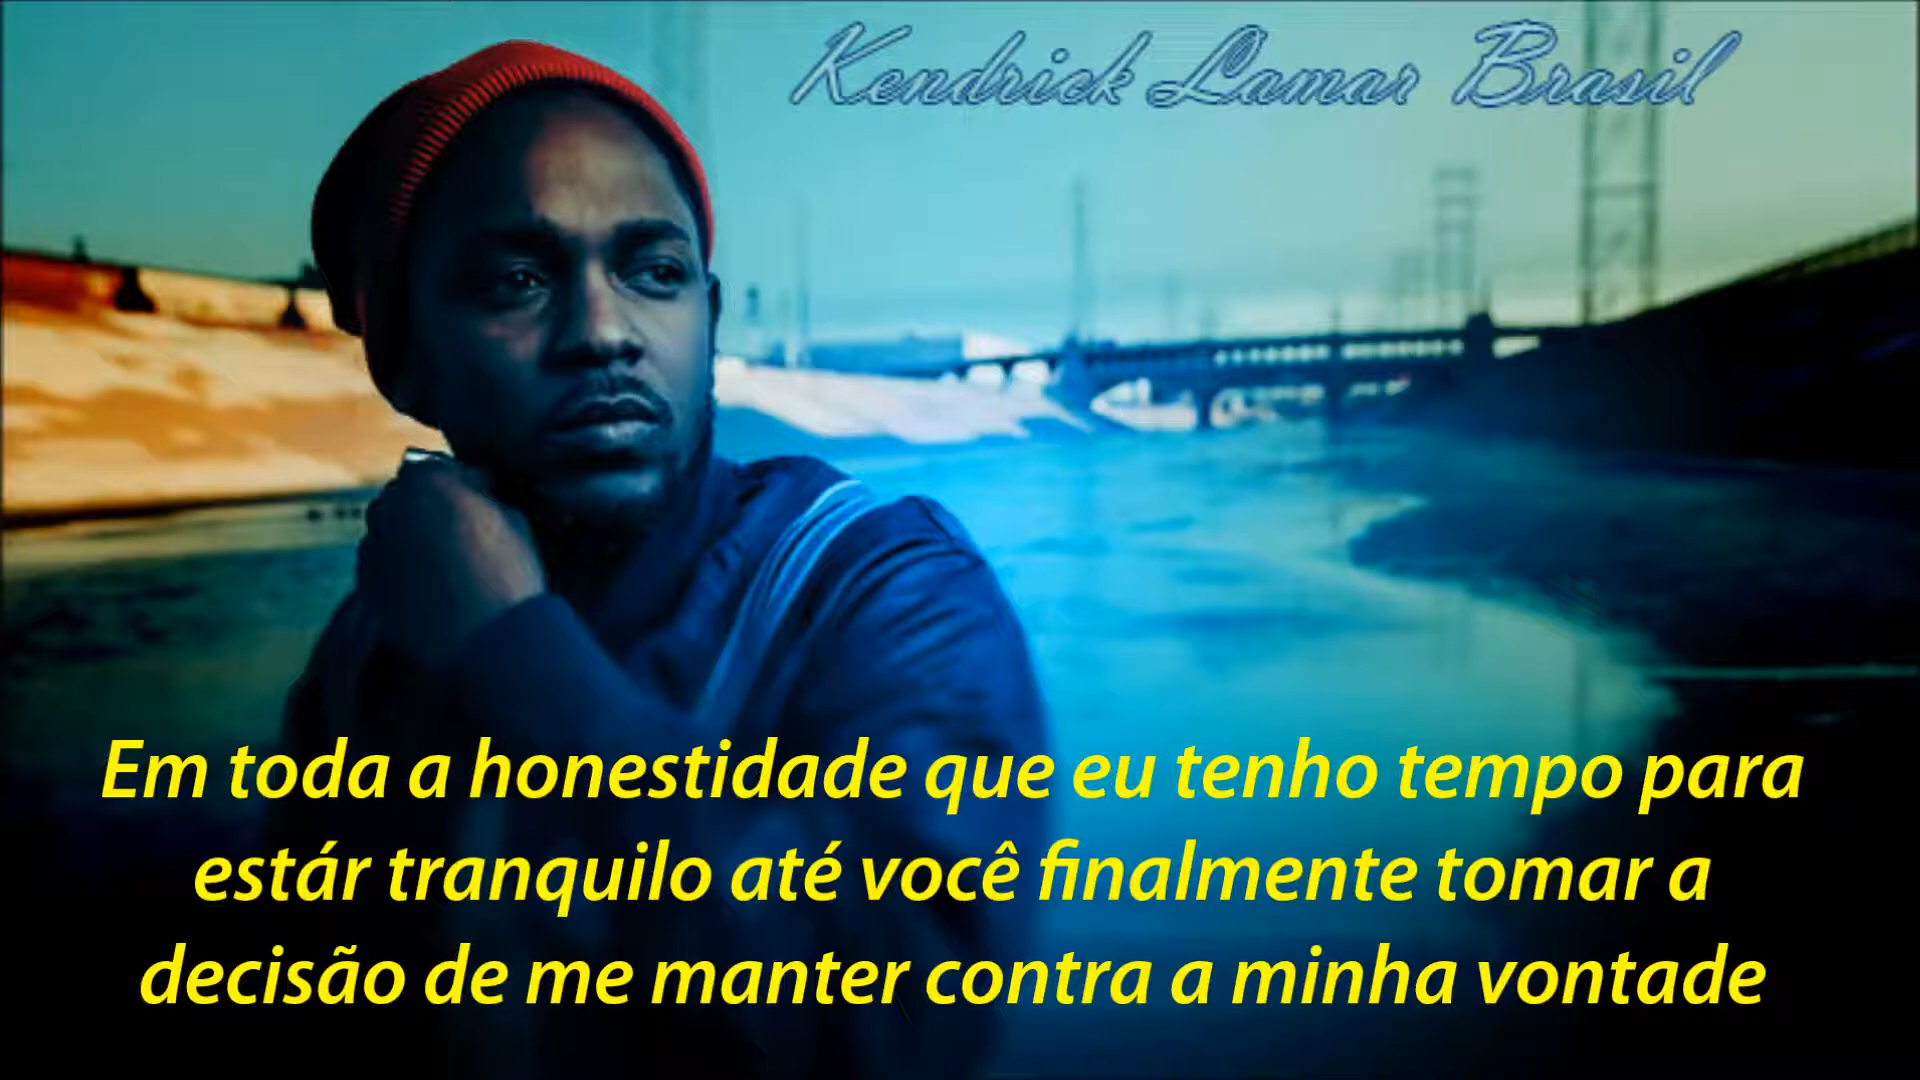 Kendrick Lamar Brasil
Em toda a honestidade que eu tenho tempo para
estár tranquilo até você finalmente tomar a
decisão de me manter contra a minha vontade